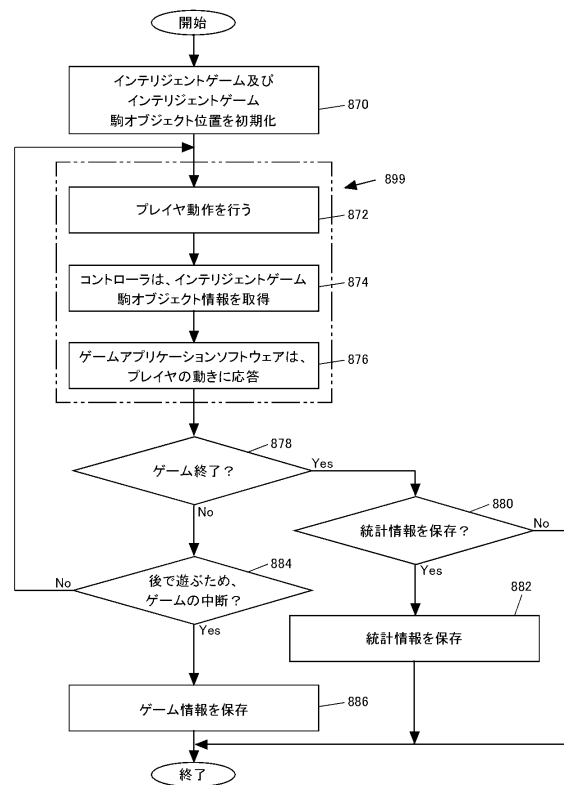 開始
インテリジェントゲーム及び
インテリジェントゲーム
駒オブジェクト位置を初期化
870
899
プレイヤ動作を行う
872
コントローラは、インテリジェントゲーム
駒オブジェクト情報を取得
874
ゲームアプリケーションソフトウェアは、
プレイヤの動きに応答
876
878
ゲーム終了？
Yes
No
880
統計情報を保存？
No
Yes
884
後で遊ぶため、
ゲームの中断？
No
Yes
882
統計情報を保存
ゲーム情報を保存
886
終了